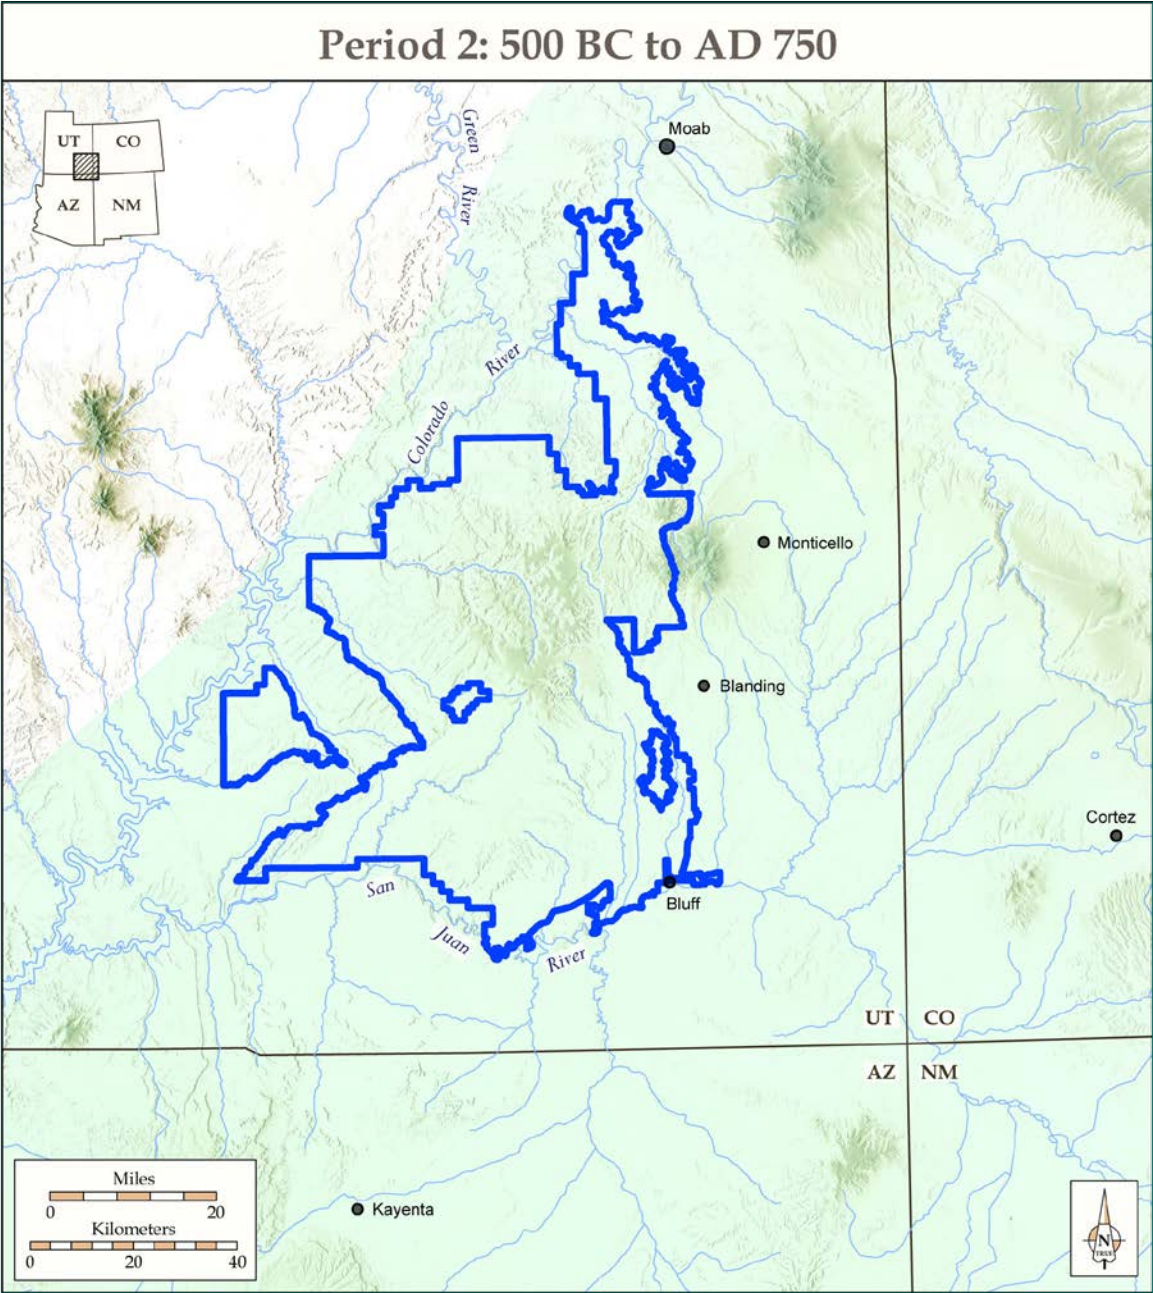 Period 2: 500 BC to AD 750
Green
River
Moab
UT CO
AZ NM
River
Colorado
Monticello
Blanding
Cortez
San
Juan
River
Bluff
UT CO
AZ NM
Miles
0 20
Kilometers
0 20 40
Kayenta
N
TRUE